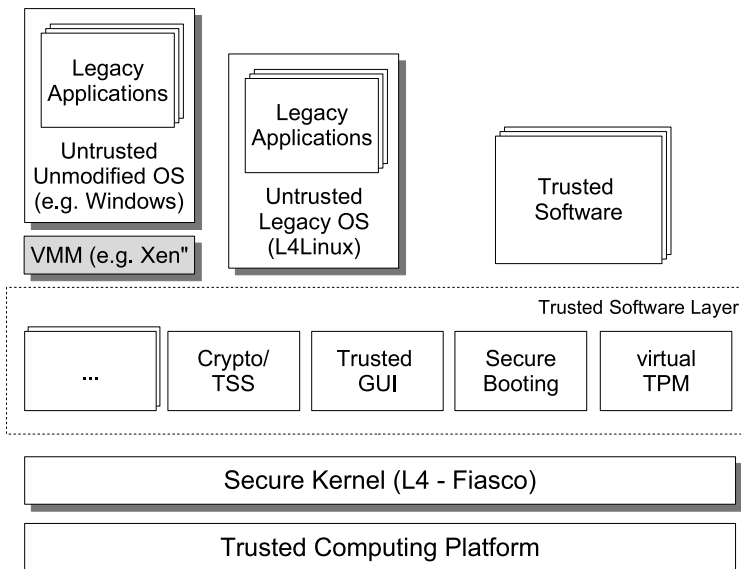 Legacy
Applications
Untrusted
Unmodified OS
(e.g. Windows)
VMM (e.g. Xen"
Legacy
Applications
Untrusted
Legacy OS
(L4Linux)
Trusted
Software
Trusted Software Layer
...
Crypto/
TSS
Trusted
GUI
Secure
Booting
virtual
TPM
Secure Kernel (L4 - Fiasco)
Trusted Computing Platform